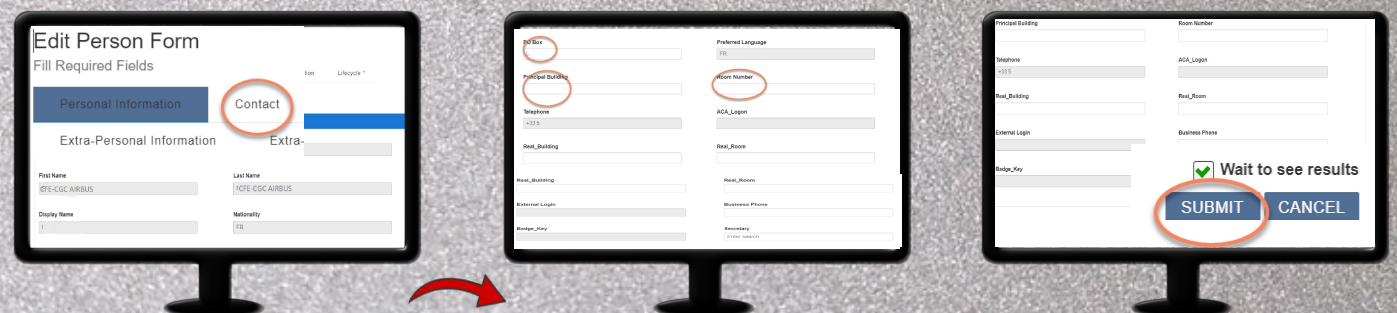 Edit Person Form
Fill Required Fields
tion Lifecycle *
Personal Information Contact
Extra-Personal Information Extra-
First Name Last Name
CFE-CGC AIRBUS !CFE-CGC AIRBUS
Display Name Nationality
FR
PO Box Preferred Language
FR
Principal Building Room Number
Telephone ACA_Logon
+33 5
Real_Building Real_Room
Real_Building Real_Room
External Login Business Phone
Badge_Key Secretary
Enter search
Principal Building Room Number
Telephone ACA_Logon
+33 5
Real_Building Real_Room
External Login Business Phone
Badge_Key
Wait to see results
SUBMIT CANCEL